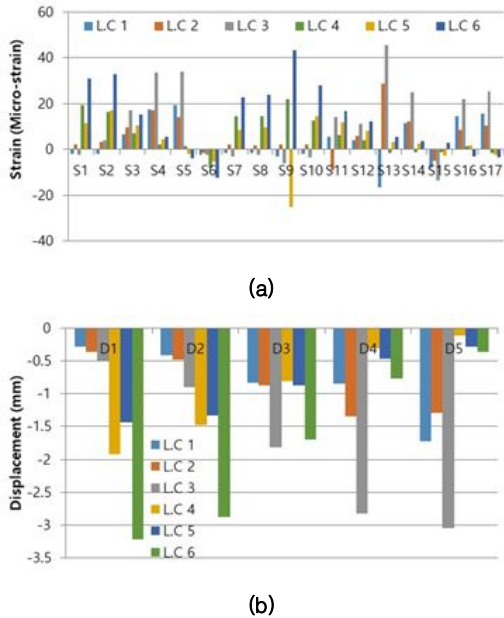 60
L.C 1 L.C 2 L.C 3 L.C 4 L.C 5 L.C 6
40
20
0
-20
-40
Strain (Micro-strain)
S1 S2 S3 S4 S5 S6 S7 S8 S9 S10 S11 S12 S13 S14 S15 S16 S17
(a)
0
-0.5
-1
-1.5
-2
-2.5
-3
-3.5
Displacement (mm)
D1 D2 D3 D4 D5
L.C 1
L.C 2
L.C 3
L.C 4
L.C 5
L.C 6
(b)